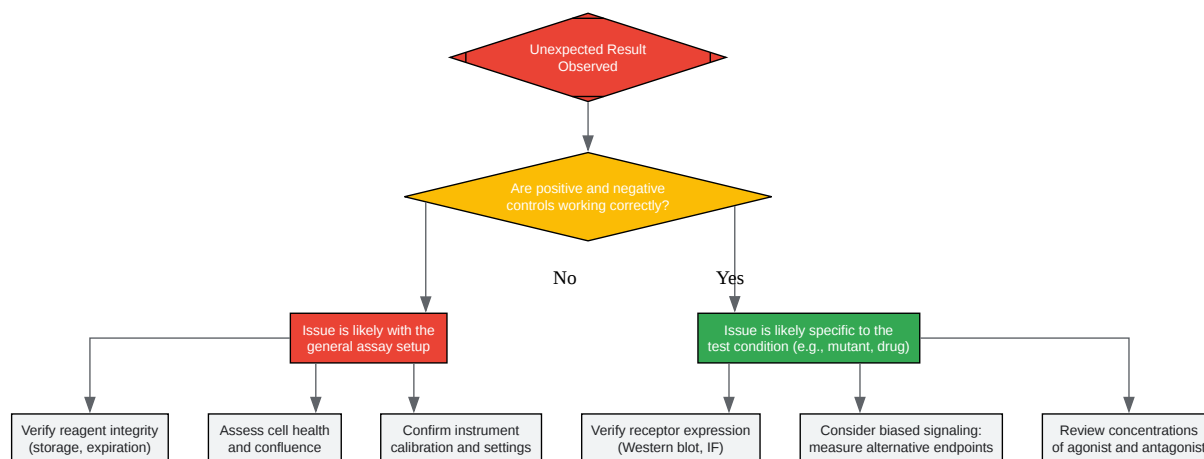 Unexpected Result
Observed
Are positive and negative
controls working correctly?
No
Yes
Issue is likely with the
general assay setup
Issue is likely specific to the
test condition (e.g., mutant, drug)
Verify reagent integrity
(storage, expiration)
Assess cell health
and confluence
Confirm instrument
calibration and settings
Verify receptor expression
(Western blot, IF)
Consider biased signaling:
measure alternative endpoints
Review concentrations
of agonist and antagonist